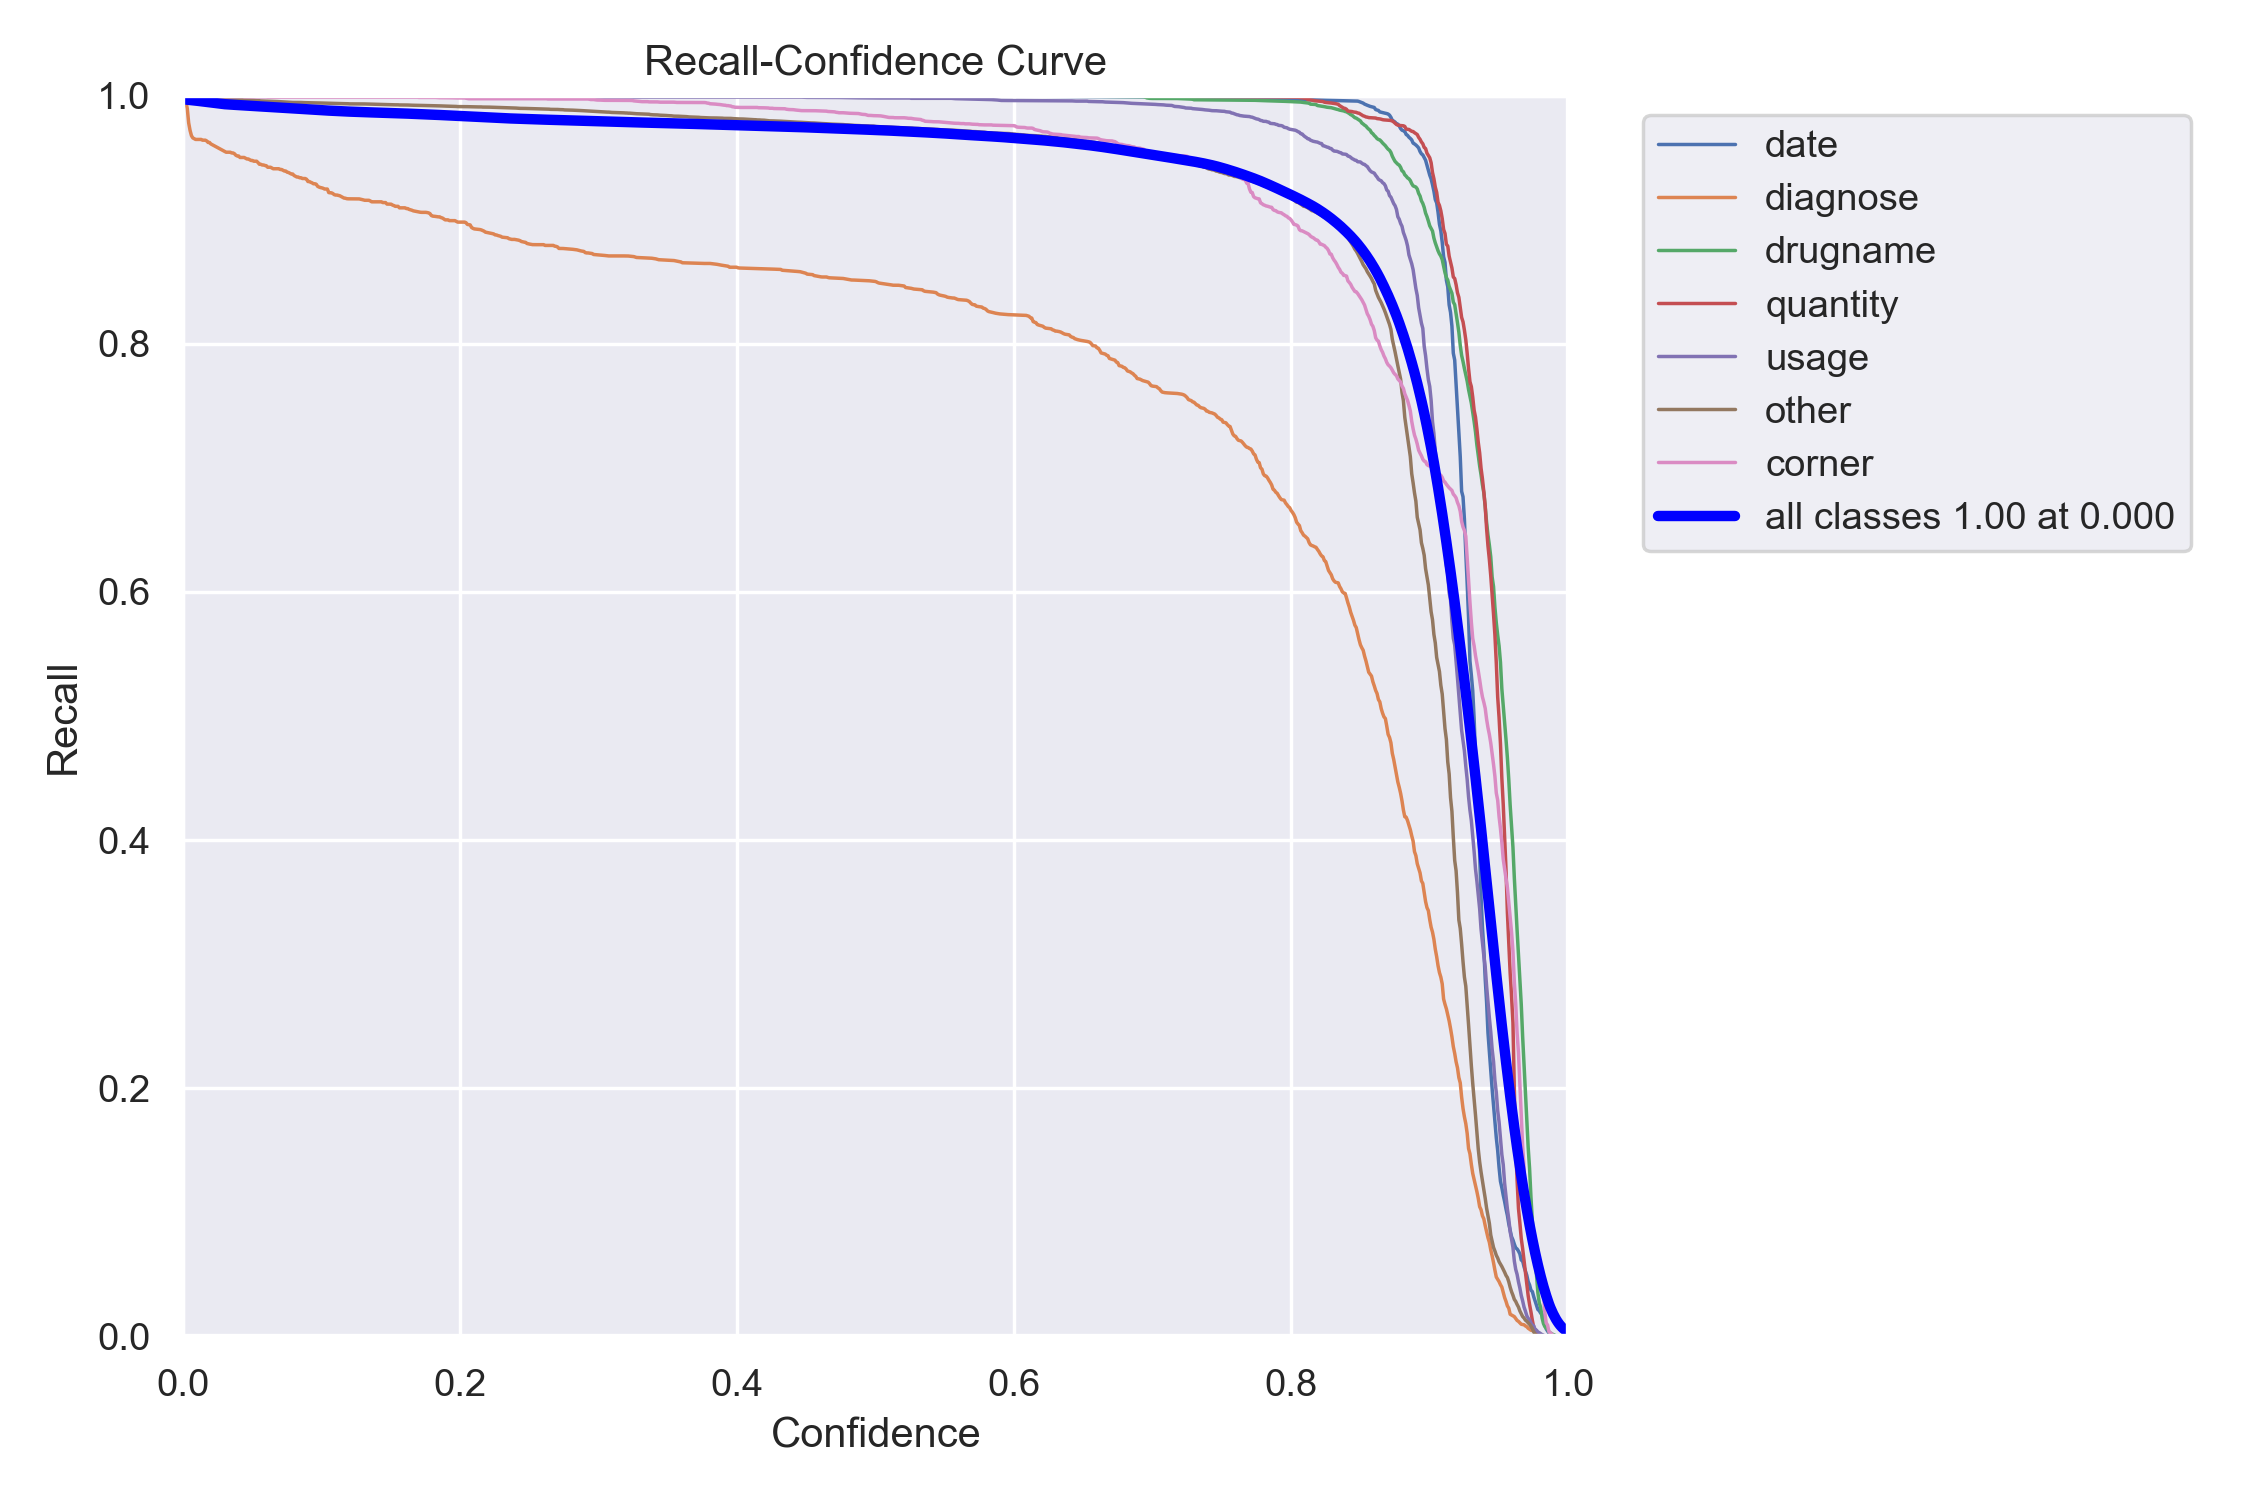 Recall-Confidence Curve
1.0
0.8
0.6
0.4
0.2
0.0
Recall
0.0 0.2 0.4 0.6 0.8 1.0
Confidence
date
diagnose
drugname
quantity
usage
other
corner
all classes 1.00 at 0.000